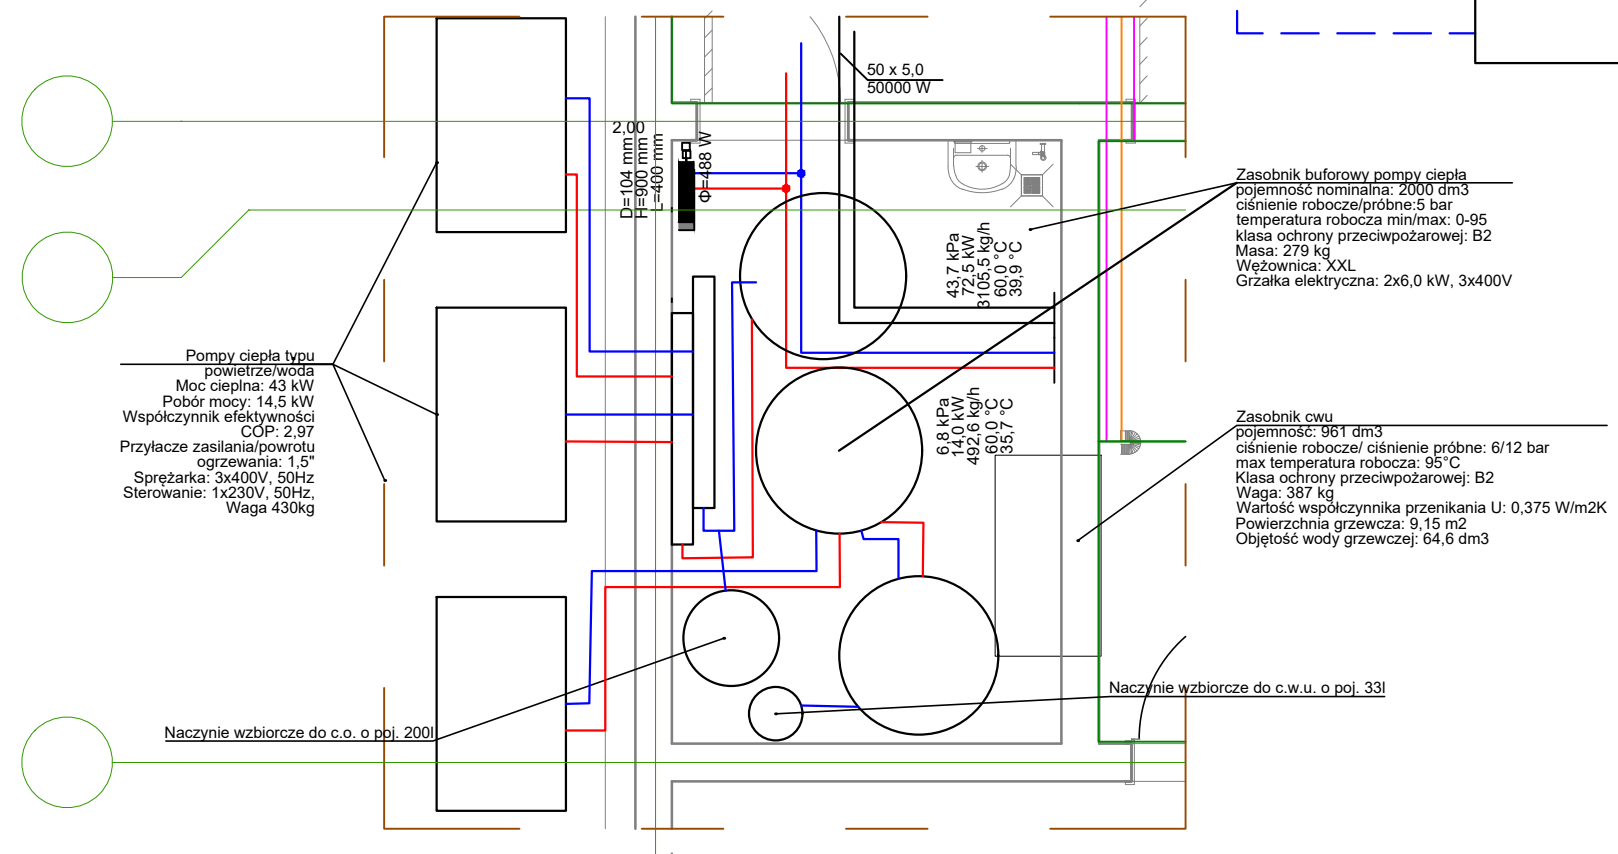 50 x 5,0
50000 W
2,00
D=104 mm
H=900 mm
L=400 mm
Φ=488 W
Zasobnik buforowy pompy ciepła
pojemność nominalna: 2000 dm3
ciśnienie robocze/próbne:5 bar
temperatura robocza min/max: 0-95
klasa ochrony przeciwpożarowej: B2
Masa: 279 kg
Wężownica: XXL
Grzałka elektryczna: 2x6,0 kW, 3x400V
43,7 kPa
72,5 kW
3105,5 kg/h
60,0 °C
39,9 °C
Pompy ciepła typu
powietrze/woda
Moc cieplna: 43 kW
Pobór mocy: 14,5 kW
Współczynnik efektywności
COP: 2,97
Przyłacze zasilania/powrotu
ogrzewania: 1,5"
Sprężarka: 3x400V, 50Hz
Sterowanie: 1x230V, 50Hz,
Waga 430kg
6,8 kPa
14,0 kW
492,6 kg/h
60,0 °C
35,7 °C
Zasobnik cwu
pojemność: 961 dm3
ciśnienie robocze/ ciśnienie próbne: 6/12 bar
max temperatura robocza: 95°C
Klasa ochrony przeciwpożarowej: B2
Waga: 387 kg
Wartość współczynnika przenikania U: 0,375 W/m2K
Powierzchnia grzewcza: 9,15 m2
Objętość wody grzewczej: 64,6 dm3
Naczynie wzbiorcze do c.w.u. o poj. 33l
Naczynie wzbiorcze do c.o. o poj. 200l